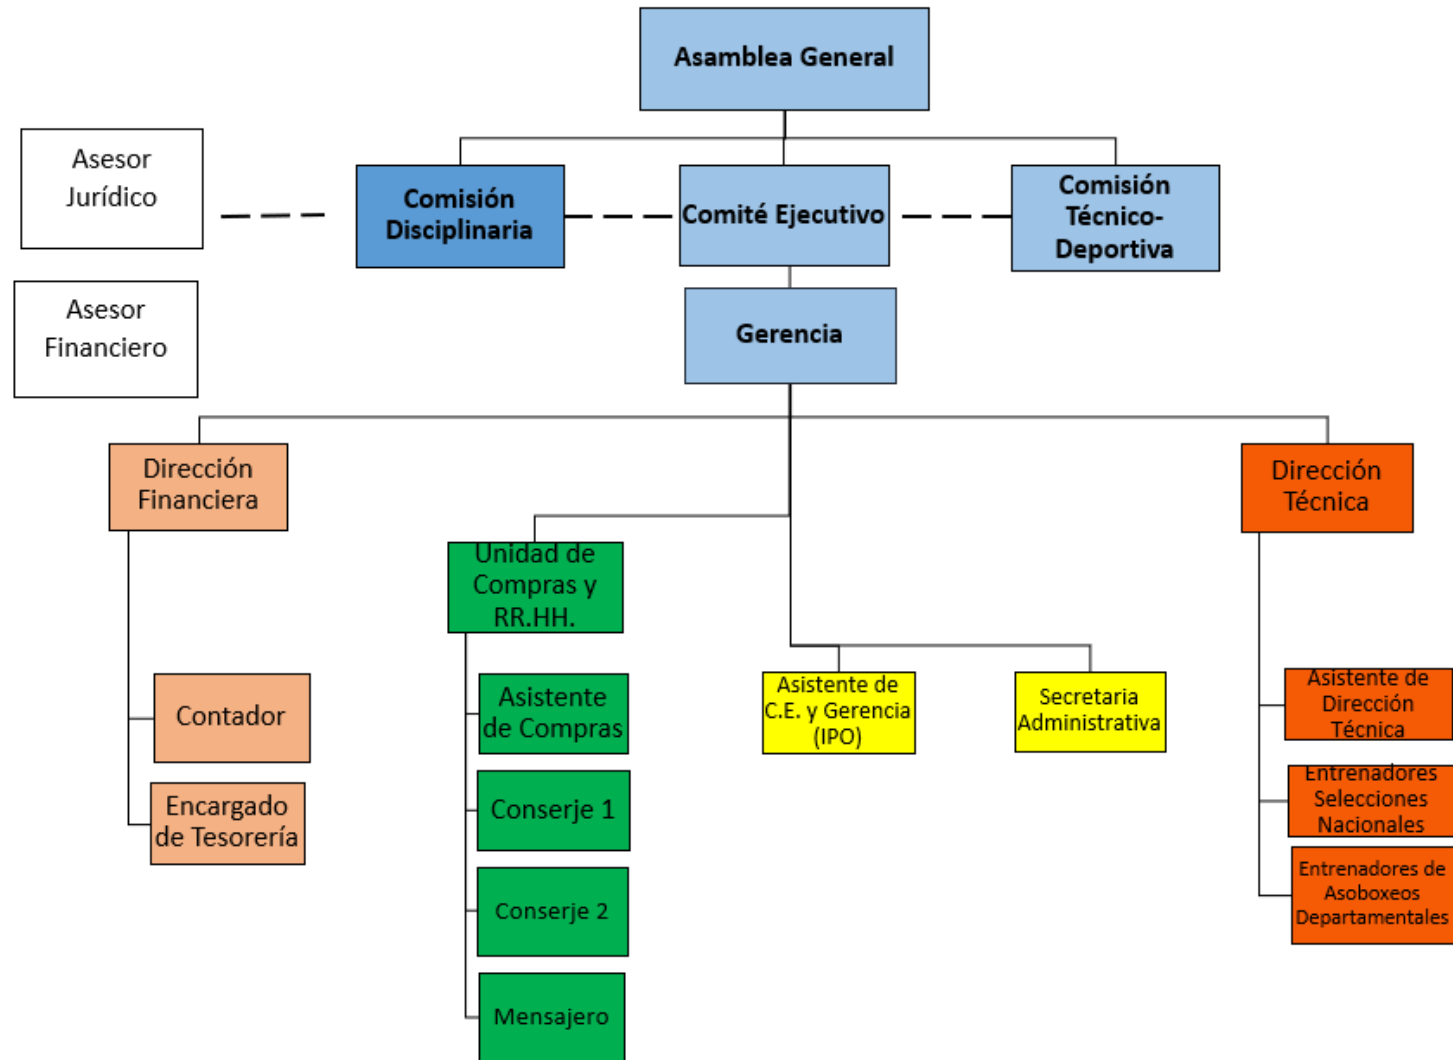 Asamblea General
Asesor
Jurídico
Comisión
Disciplinaria
Comité Ejecutivo
Comisión
Técnico-
Deportiva
Asesor
Financiero
Gerencia
Dirección
Financiera
Dirección
Técnica
Unidad de
Compras y
RR.HH.
Contador
Encargado
de Tesorería
Asistente
de Compras
Conserje 1
Conserje 2
Mensajero
Asistente de
C.E. y Gerencia
(IPO)
Secretaria
Administrativa
Asistente de
Dirección
Técnica
Entrenadores
Selecciones
Nacionales
Entrenadores de
Asoboxeos
Departamentales